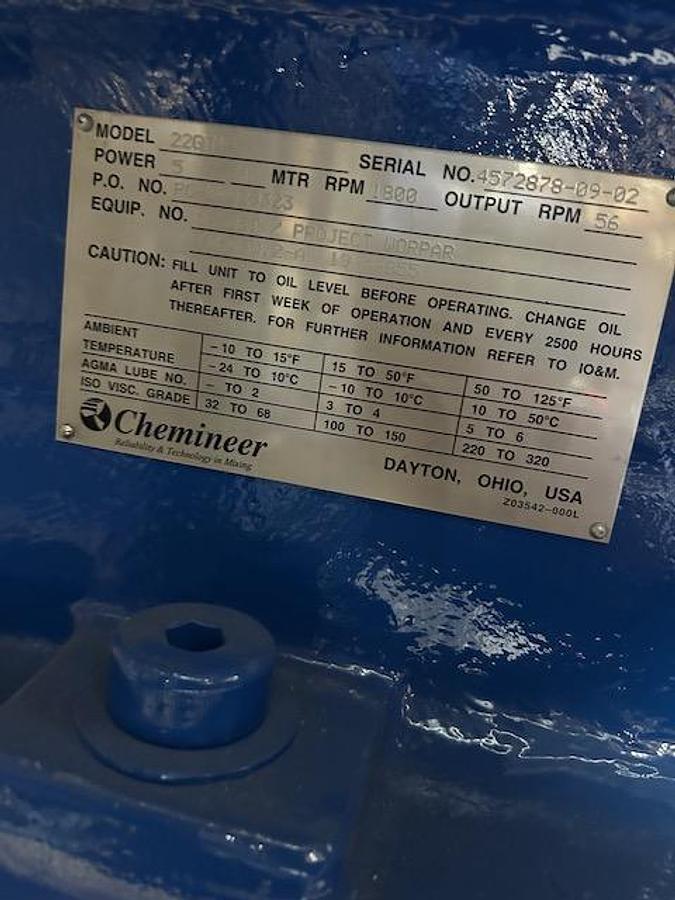 MODEL SERIAL NO. 4572878-09-02
POWER 5 MTR RPM 1800 OUTPUT RPM 56
P.O. NO.
EQUIP. NO. PROJECT WORPAR
CAUTION: FILL UNIT TO OIL LEVEL BEFORE OPERATING. CHANGE OIL
AFTER FIRST WEEK OF OPERATION AND EVERY 2500 HOURS
THEREAFTER. FOR FURTHER INFORMATION REFER TO IO&M.
AMBIENT -10 TO 15°F 15 TO 50°F 50 TO 125°F
TEMPERATURE -24 TO 10°C -10 TO 10°C 10 TO 50°C
AGMA LUBE NO. - TO 2 3 TO 4 5 TO 6
ISO VISC. GRADE 32 TO 68 100 TO 150 220 TO 320
Chemineer
Reliability & Technology in Mixing
DAYTON, OHIO, USA
Z03542-000L